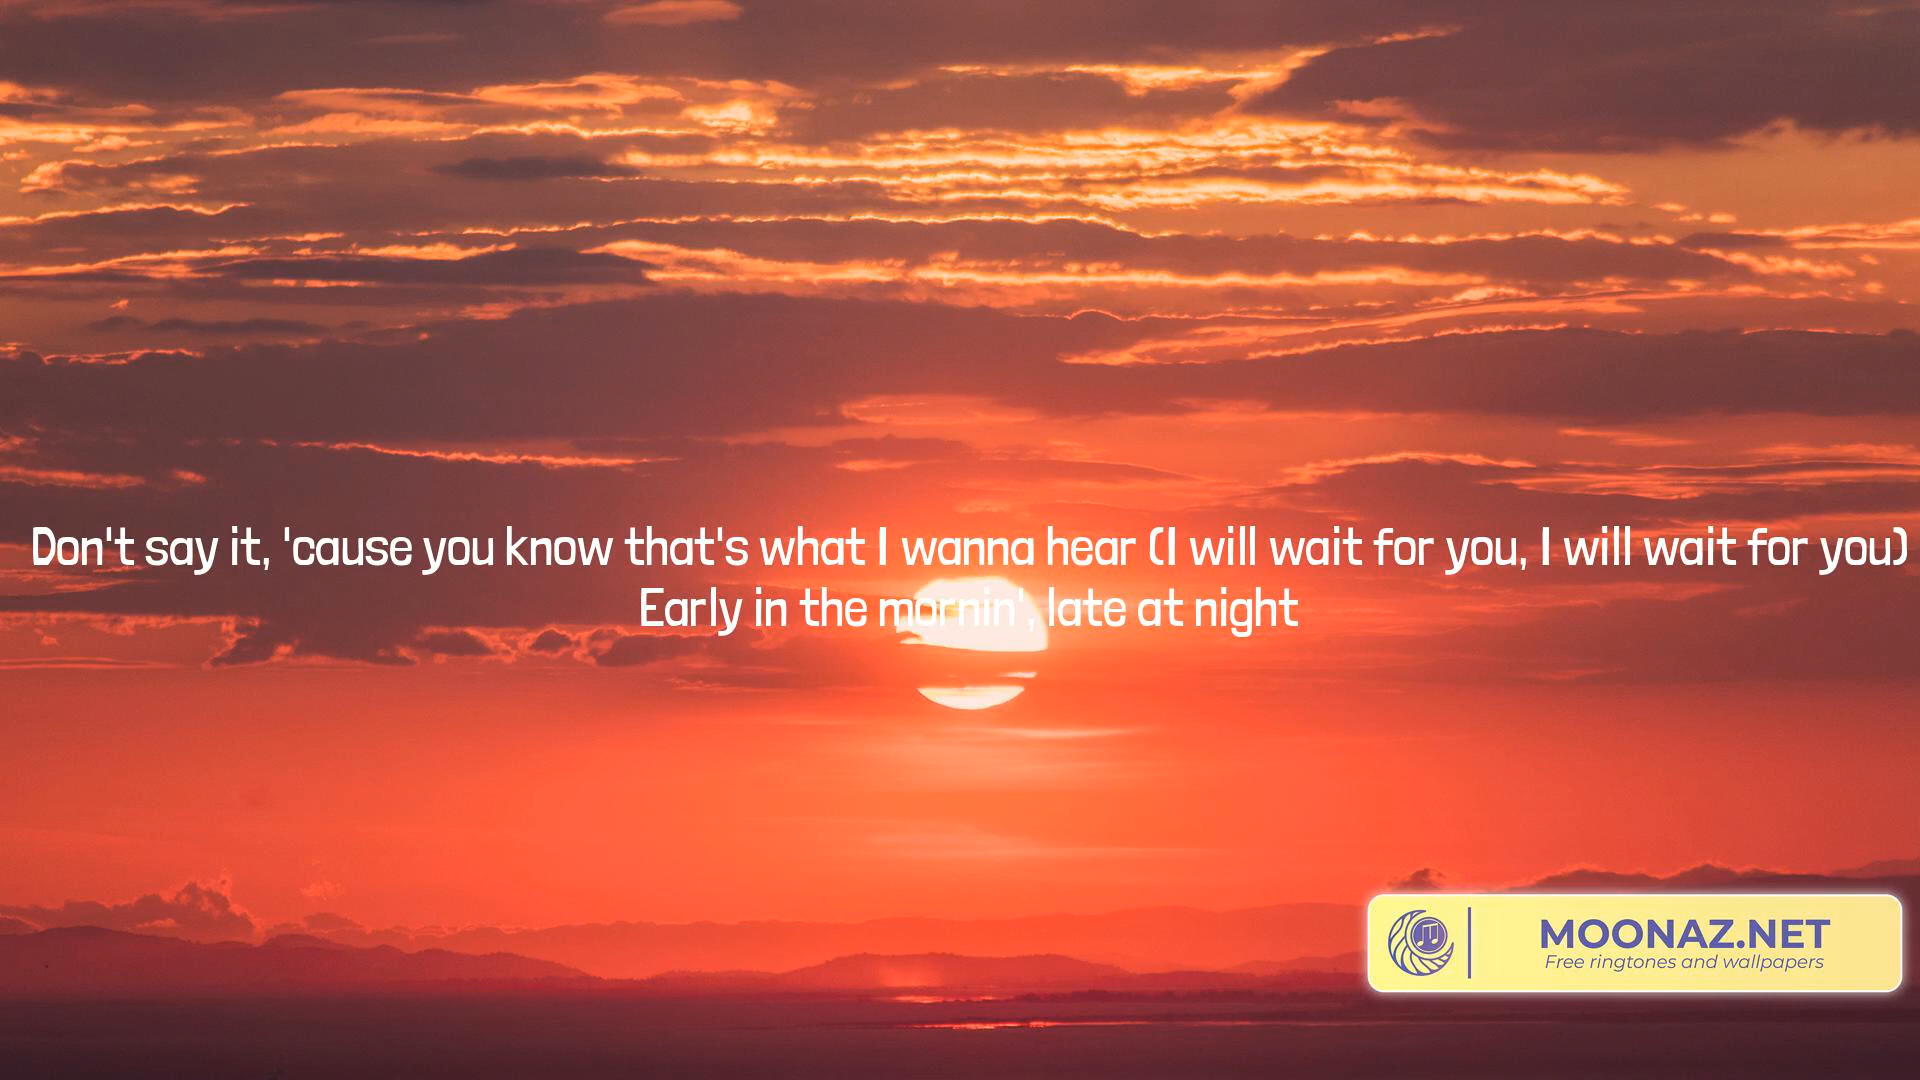 Don't say it, 'cause you know that's what I wanna hear (I will wait for you, I will wait for you)
Early in the mornin', late at night
MOONAZ.NET
Free ringtones and wallpapers